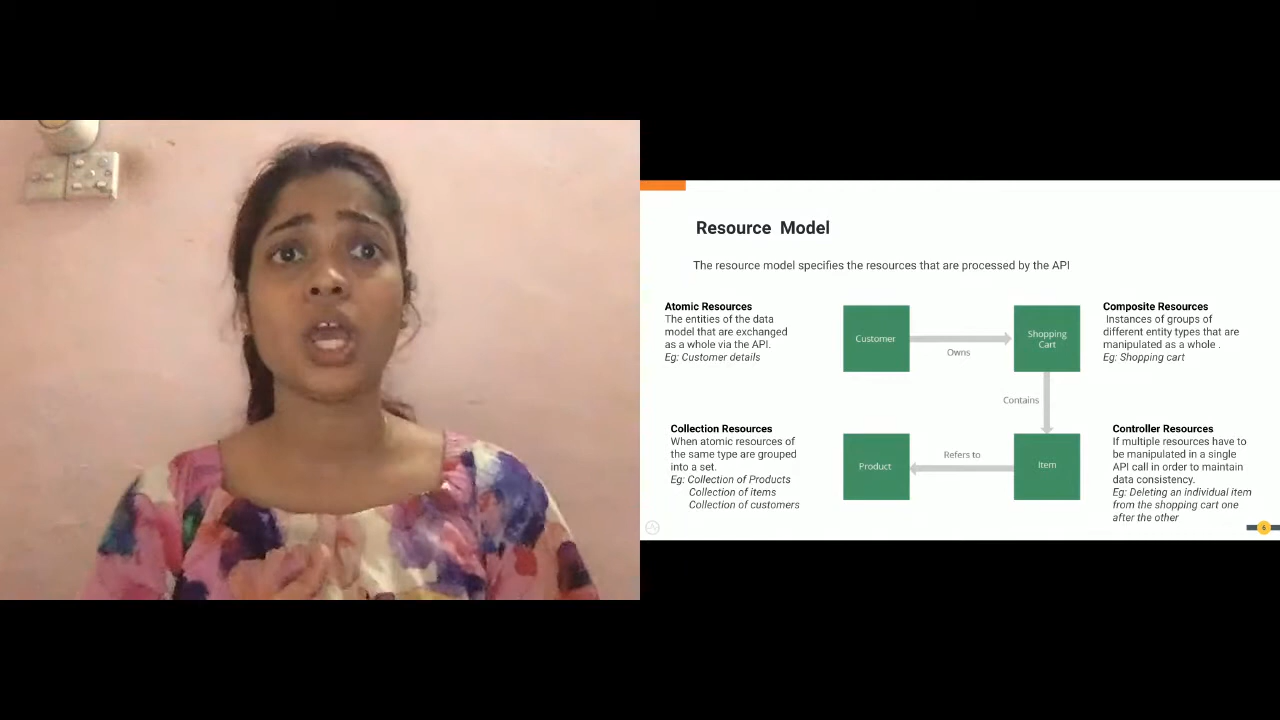 Resource Model
The resource model specifies the resources that are processed by the API
Atomic Resources
The entities of the data
model that are exchanged
as a whole via the API.
Eg: Customer details
Customer
Owns
Shopping
Cart
Composite Resources
Instances of groups of
different entity types that are
manipulated as a whole .
Eg: Shopping cart
Contains
Collection Resources
When atomic resources of
the same type are grouped
into a set.
Eg: Collection of Products
Collection of items
Collection of customers
Product
Refers to
Item
Controller Resources
If multiple resources have to
be manipulated in a single
API call in order to maintain
data consistency.
Eg: Deleting an individual item
from the shopping cart one
after the other
6